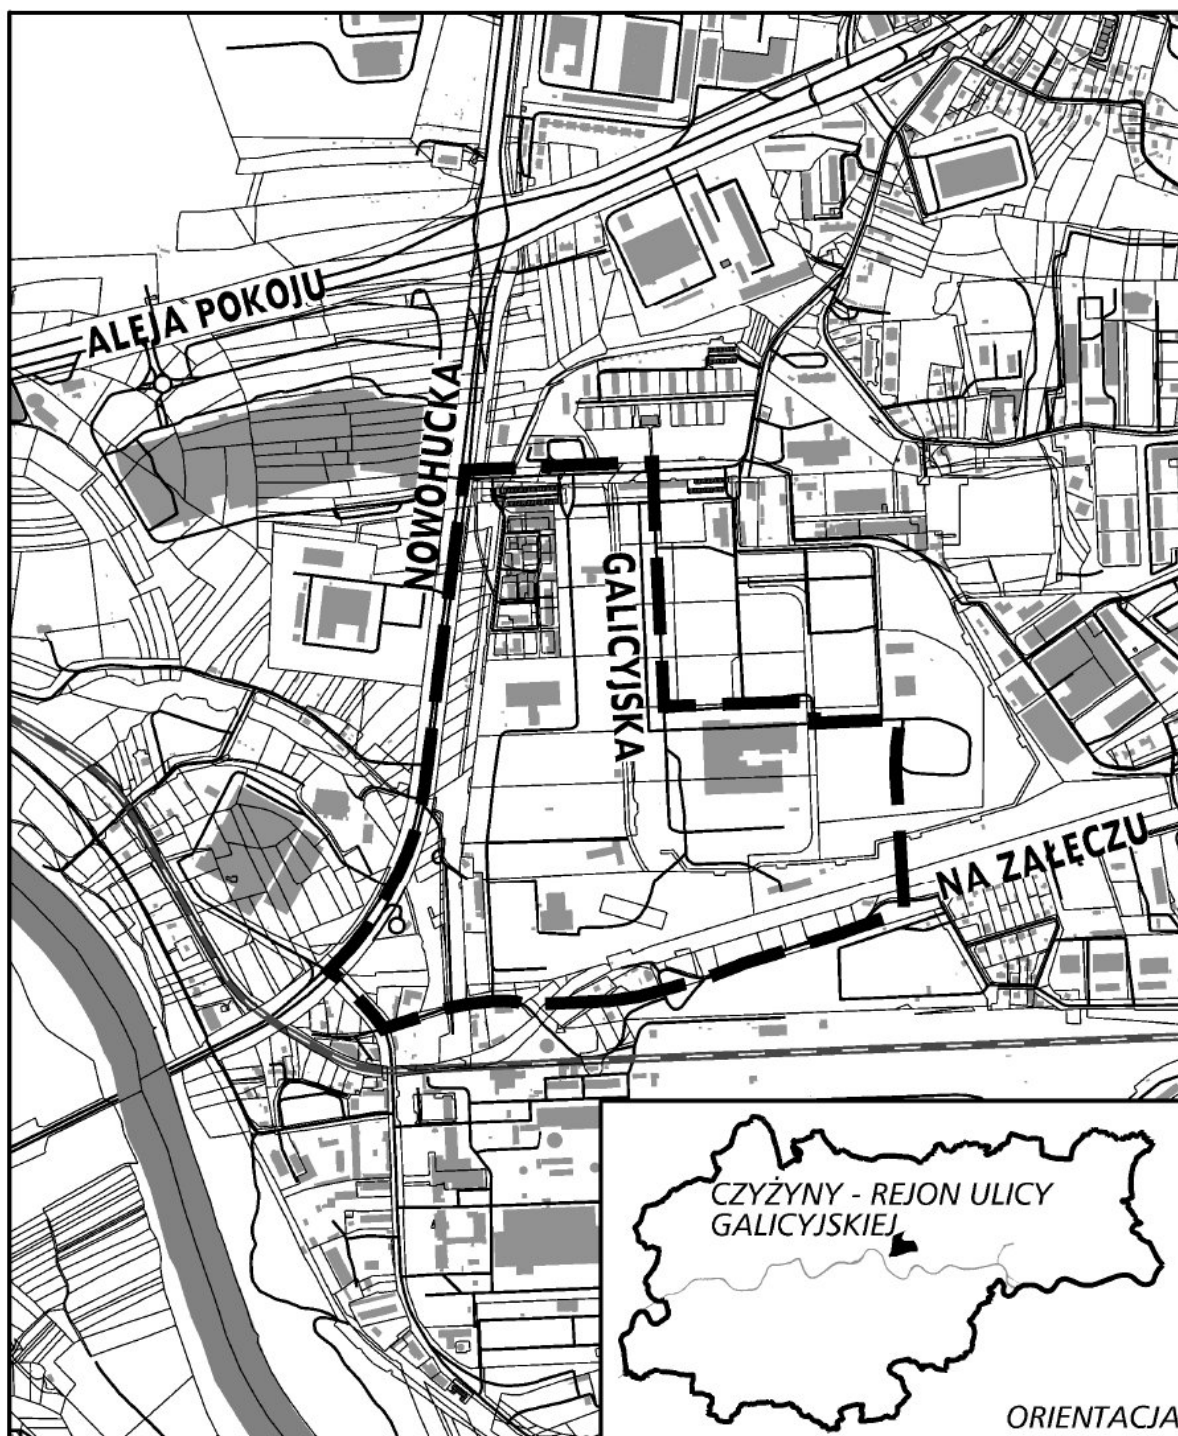 ALEJA POKOJU
NOWOHUCKA
GALICYJSKA
NA ZAŁĘCZU
CZYŻYNY - REJON ULICY
GALICYJSKIEJ
ORIENTACJA